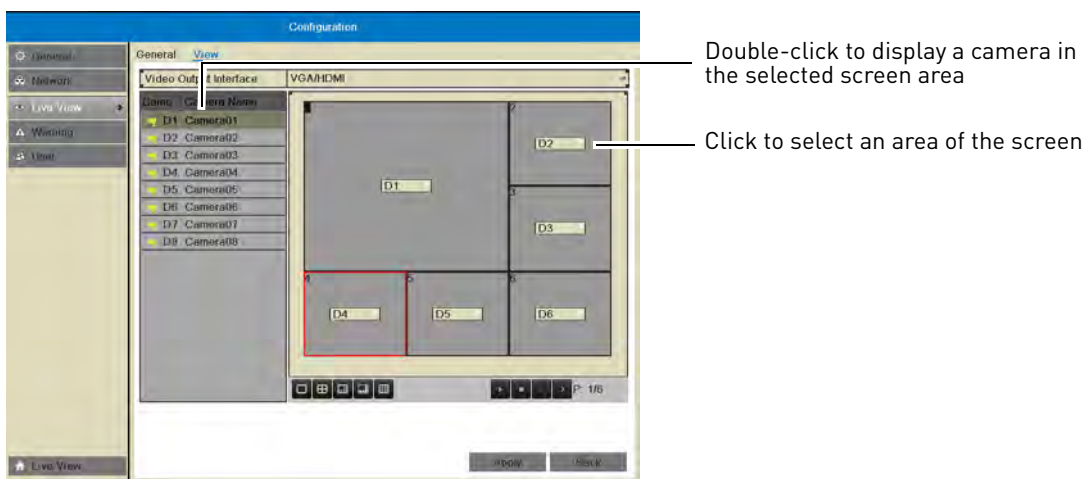 Configuration
General
Network
Live View
Warning
User
General View
Video Output Interface VGA/HDMI
Camera Name
D1 Camera01
D2 Camera02
D3 Camera03
D4 Camera04
D5 Camera05
D6 Camera06
D7 Camera07
D8 Camera08
1
D1
2
D2
3
D3
4
D4
5
D5
6
D6
P: 1/6
Apply Back
Live View
Double-click to display a camera in
the selected screen area
Click to select an area of the screen